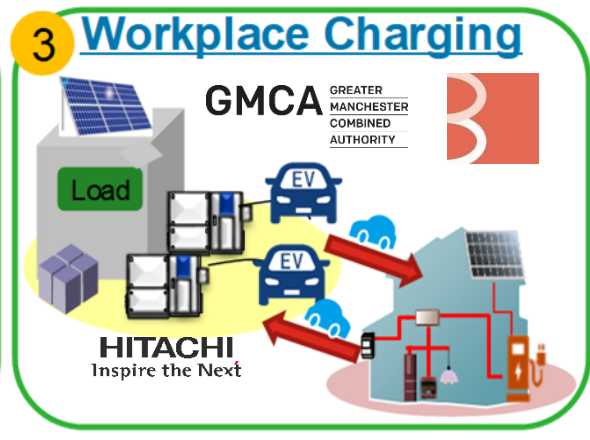 3
Workplace Charging
GMCA
GREATER
MANCHESTER
COMBINED
AUTHORITY
Load
EV
EV
HITACHI
Inspire the Next